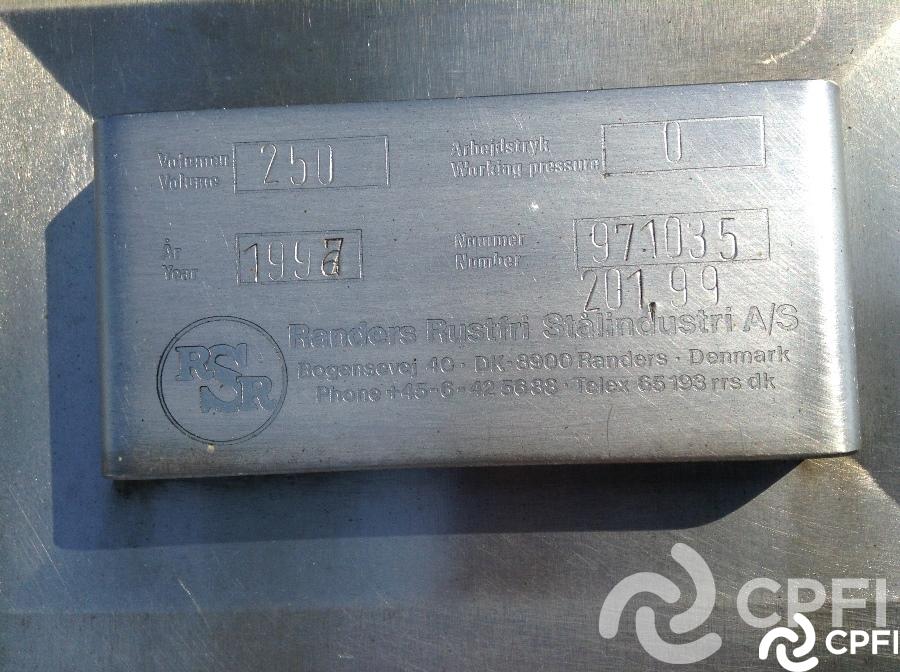 Volumen
Volume 250
Arbejdstryk
Working pressure 0
År
Year 1997
Nummer
Number 971035
201.99
Randers Rustfri Stålindustri A/S
Bogensevej 40 · DK-8900 Randers · Denmark
Phone +45-6-42 56 88 · Telex 65 193 rrs dk
RSSR
CPFI
CPFI